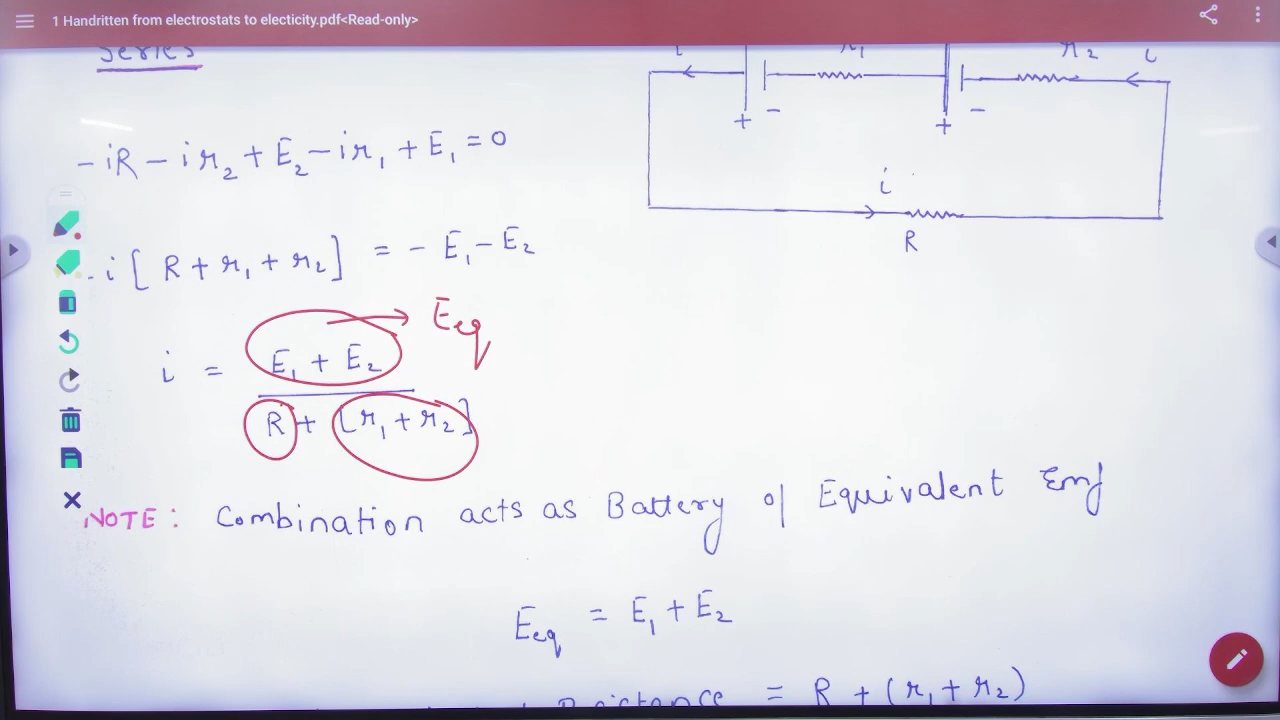 1 Handritten from electrostats to electicity.pdf<Read-only>
Series
i r₁ r₂ i
+ − + −
-iR - ir₂ + E₂ - ir₁ + E₁ = 0
i
R
-i [ R + r₁ + r₂ ] = - E₁ - E₂
i = E₁ + E₂ → Eeq
R + [r₁ + r₂]
NOTE : Combination acts as Battery of Equivalent Emf
Eeq = E₁ + E₂
Resistance = R + (r₁ + r₂)